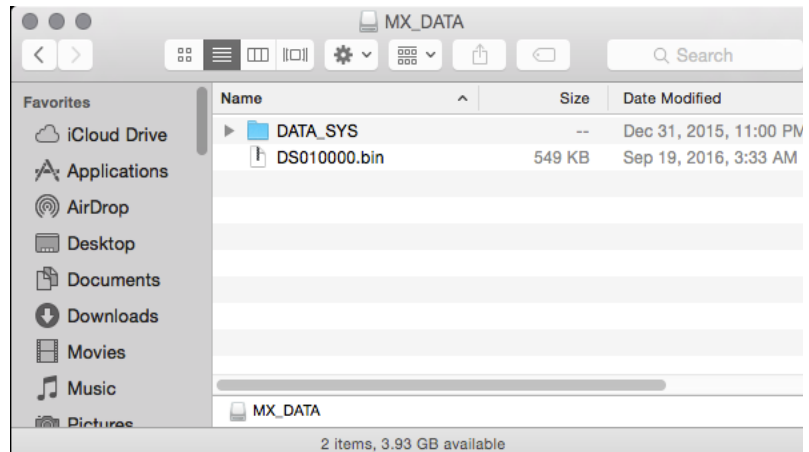 MX_DATA
Search
Favorites
iCloud Drive
Applications
AirDrop
Desktop
Documents
Downloads
Movies
Music
Pictures
Name Size Date Modified
DATA_SYS -- Dec 31, 2015, 11:00 PM
DS010000.bin 549 KB Sep 19, 2016, 3:33 AM
MX_DATA
2 items, 3.93 GB available